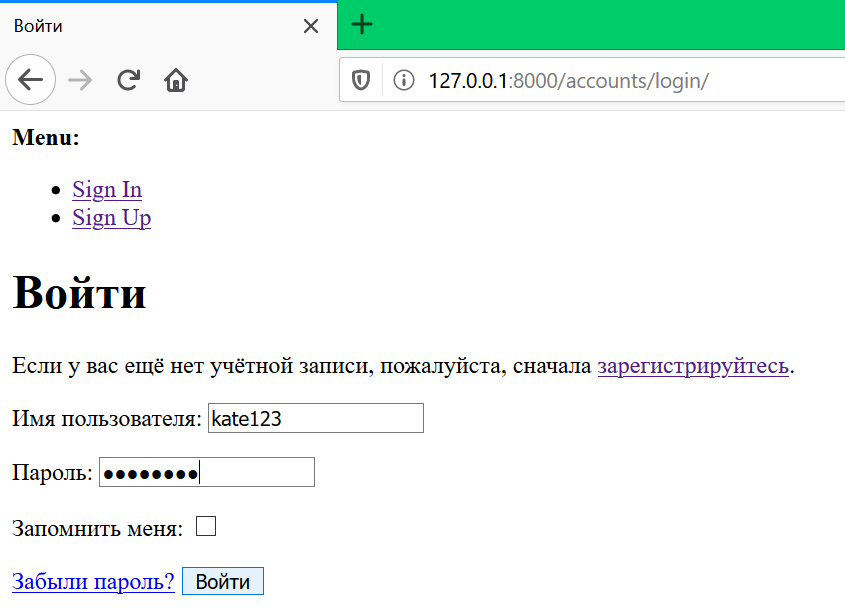 Войти
127.0.0.1:8000/accounts/login/
Menu:
Sign In
Sign Up
Войти
Если у вас ещё нет учётной записи, пожалуйста, сначала зарегистрируйтесь.
Имя пользователя: kate123
Пароль: ●●●●●●●●
Запомнить меня:
Забыли пароль? Войти